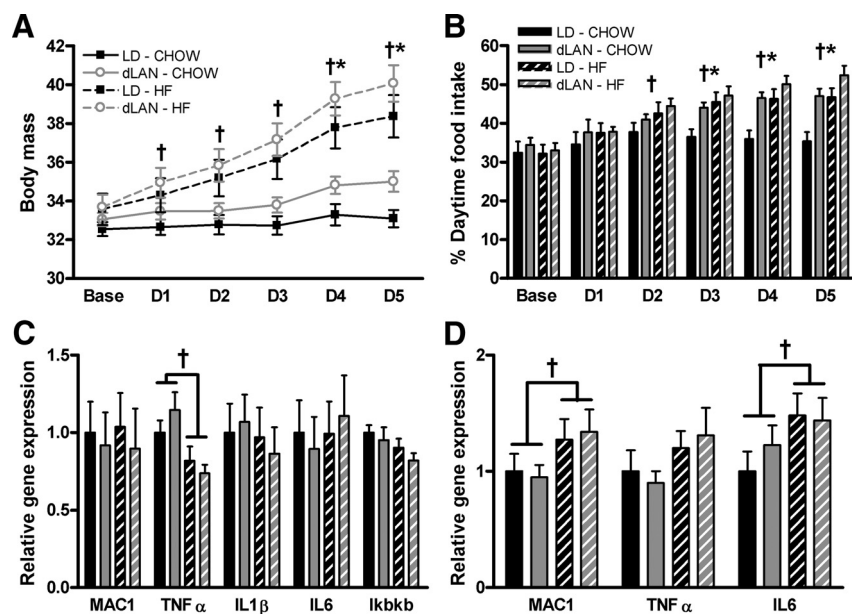 A
LD - CHOW
dLAN - CHOW
LD - HF
dLAN - HF
42
40
38
36
34
32
30
Body mass
† † † †* †*
Base D1 D2 D3 D4 D5
B
LD - CHOW
dLAN - CHOW
LD - HF
dLAN - HF
60
50
40
30
20
10
0
% Daytime food intake
† †* †* †*
Base D1 D2 D3 D4 D5
C
1.5
1.0
0.5
0.0
Relative gene expression
†
MAC1 TNF α IL1 β IL6 Ikbkb
D
2
1
0
Relative gene expression
† †
MAC1 TNF α IL6